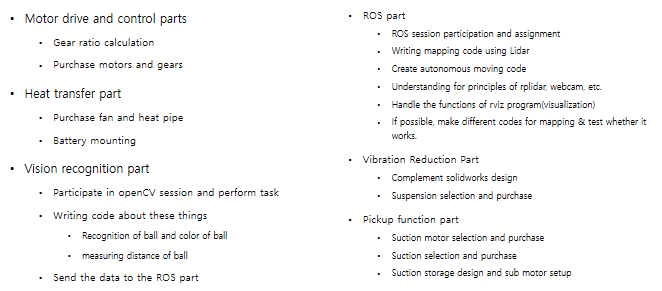 • Motor drive and control parts
• Gear ratio calculation
• Purchase motors and gears
• Heat transfer part
• Purchase fan and heat pipe
• Battery mounting
• Vision recognition part
• Participate in openCV session and perform task
• Writing code about these things
• Recognition of ball and color of ball
• measuring distance of ball
• Send the data to the ROS part
• ROS part
• ROS session participation and assignment
• Writing mapping code using Lidar
• Create autonomous moving code
• Understanding for principles of rplidar, webcam, etc.
• Handle the functions of rviz program(visualization)
• If possible, make different codes for mapping & test whether it
works.
• Vibration Reduction Part
• Complement solidworks design
• Suspension selection and purchase
• Pickup function part
• Suction motor selection and purchase
• Suction selection and purchase
• Suction storage design and sub motor setup